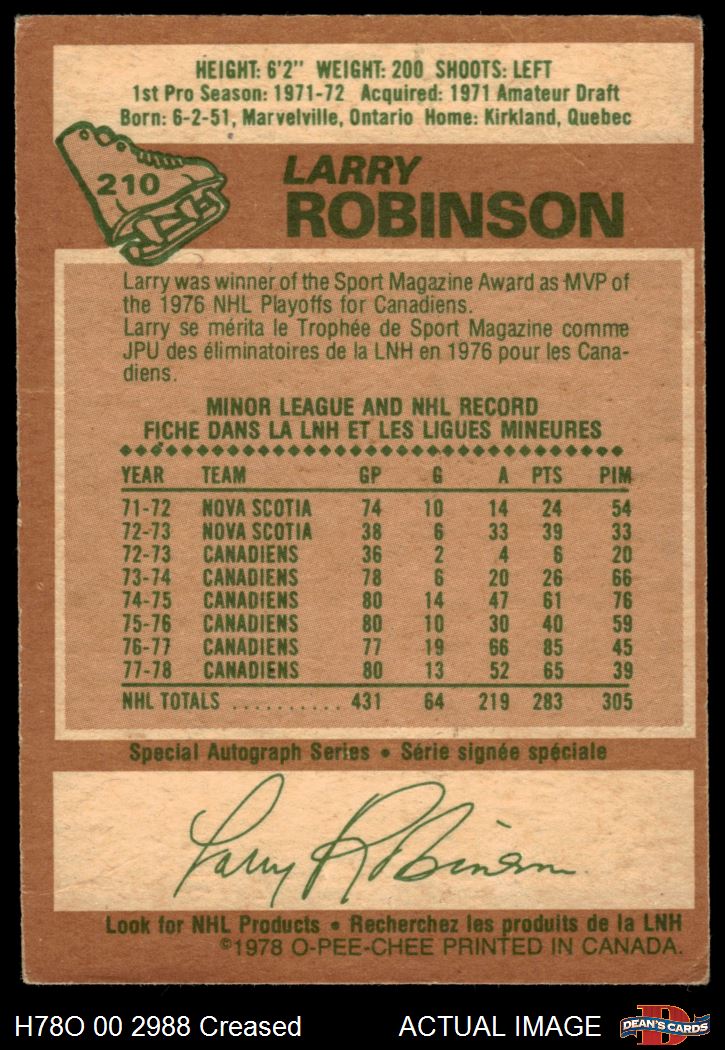 HEIGHT: 6'2" WEIGHT: 200 SHOOTS: LEFT
1st Pro Season: 1971-72 Acquired: 1971 Amateur Draft
Born: 6-2-51, Marvelville, Ontario Home: Kirkland, Quebec
210
LARRY
ROBINSON
Larry was winner of the Sport Magazine Award as MVP of
the 1976 NHL Playoffs for Canadiens.
Larry se mérita le Trophée de Sport Magazine comme
JPU des éliminatoires de la LNH en 1976 pour les Cana-
diens.
MINOR LEAGUE AND NHL RECORD
FICHE DANS LA LNH ET LES LIGUES MINEURES
YEAR TEAM GP G A PTS PIM
71-72 NOVA SCOTIA 74 10 14 24 54
72-73 NOVA SCOTIA 38 6 33 39 33
72-73 CANADIENS 36 2 4 6 20
73-74 CANADIENS 78 6 20 26 66
74-75 CANADIENS 80 14 47 61 76
75-76 CANADIENS 80 10 30 40 59
76-77 CANADIENS 77 19 66 85 45
77-78 CANADIENS 80 13 52 65 39
NHL TOTALS .......... 431 64 219 283 305
Special Autograph Series • Série signée spéciale
Larry Robinson
Look for NHL Products • Recherchez les produits de la LNH
©1978 O-PEE-CHEE PRINTED IN CANADA.
H78O 00 2988 Creased ACTUAL IMAGE
D
DEAN'S CARDS